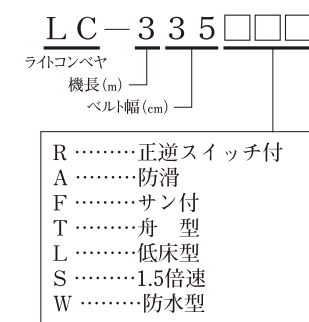 LC－3 35□□□
ライトコンベヤ
機長(m)
ベルト幅(cm)
R ………正逆スイッチ付
A ………防滑
F ………サン付
T ………舟　型
L ………低床型
S ………1.5倍速
W ………防水型